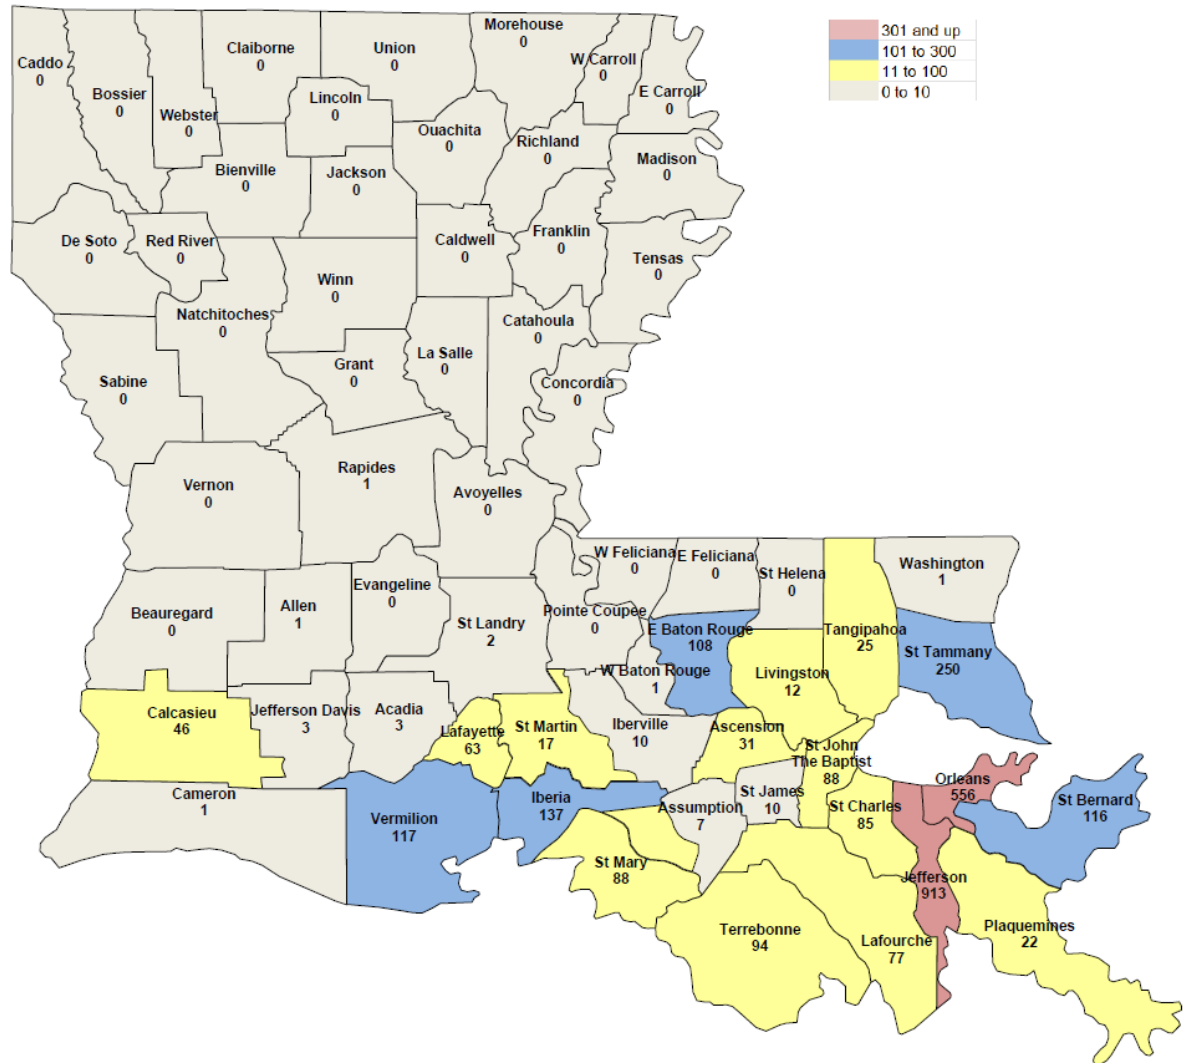 301 and up
101 to 300
11 to 100
0 to 10
Caddo
0
Bossier
0
Webster
0
Claiborne
0
Union
0
Morehouse
0
W Carroll
0
E Carroll
0
Lincoln
0
Ouachita
0
Richland
0
Madison
0
Bienville
0
Jackson
0
De Soto
0
Red River
0
Winn
0
Caldwell
0
Franklin
0
Tensas
0
Natchitoches
0
Catahoula
0
Sabine
0
Grant
0
La Salle
0
Concordia
0
Vernon
0
Rapides
1
Avoyelles
0
W Feliciana
0
E Feliciana
0
St Helena
0
Washington
1
Beauregard
0
Allen
1
Evangeline
0
St Landry
2
Pointe Coupee
0
E Baton Rouge
108
Tangipahoa
25
St Tammany
250
W Baton Rouge
1
Livingston
12
Calcasieu
46
Jefferson Davis
3
Acadia
3
Lafayette
63
St Martin
17
Iberville
10
Ascension
31
St John
The Baptist
88
Cameron
1
Vermilion
117
Iberia
137
Assumption
7
St James
10
St Charles
85
Orleans
556
St Bernard
116
St Mary
88
Jefferson
913
Terrebonne
94
Lafourche
77
Plaquemines
22